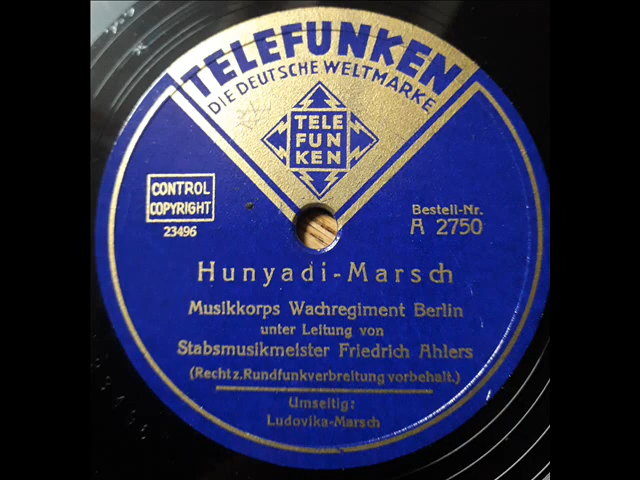 TELEFUNKEN
DIE DEUTSCHE WELTMARKE
TELE
FUN
KEN
CONTROL
COPYRIGHT
23496
Bestell-Nr.
A 2750
Hunyadi-Marsch
Musikkorps Wachregiment Berlin
unter Leitung von
Stabsmusikmeister Friedrich Ahlers
(Recht z. Rundfunkverbreitung vorbehalt.)
Umseitig:
Ludovika-Marsch